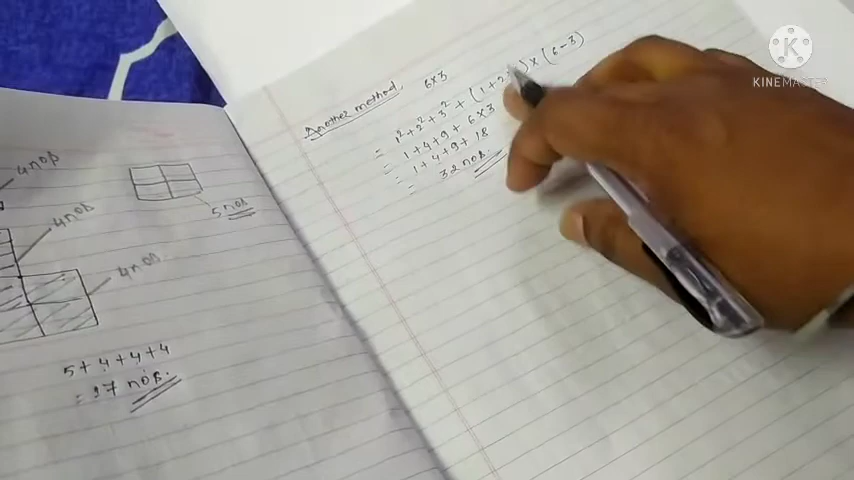 4 nos
5 nos
4 nos
4 nos
5+4+4+4
= 17 nos.
Another method.
6×3
1²+2²+3² + (1+2 )×(6-3)
= 1+4+9+ 6×3
= 1+4+9+18
= 32 nos.
KINEMASTER